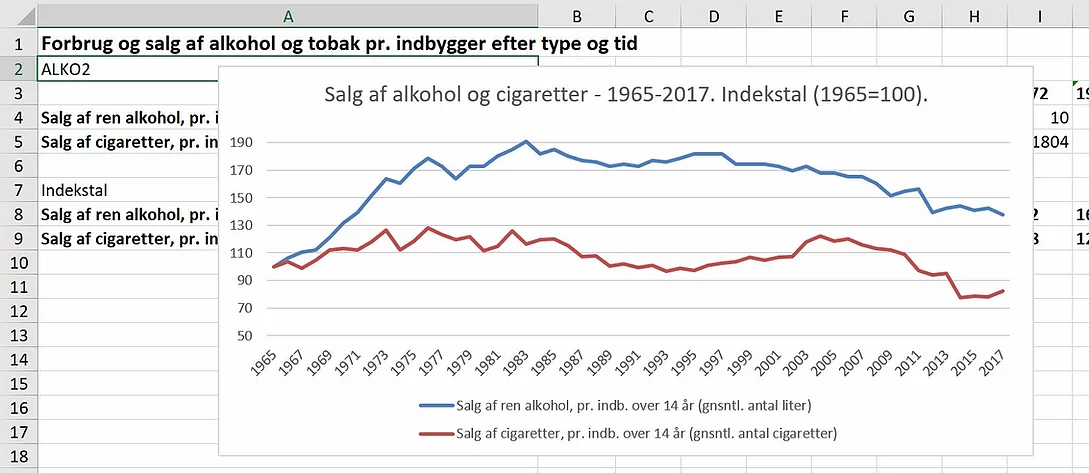 A B C D E F G H I
1 Forbrug og salg af alkohol og tobak pr. indbygger efter type og tid
2 ALKO2
Salg af alkohol og cigaretter - 1965-2017. Indekstal (1965=100).
3 72 19
4 Salg af ren alkohol, pr. i 10
5 Salg af cigaretter, pr. in 1804
6
7 Indekstal
8 Salg af ren alkohol, pr. i 2 16
9 Salg af cigaretter, pr. in 3 12
10
11
12
13
14
15
16
17
18
190
170
150
130
110
90
70
50
1965 1967 1969 1971 1973 1975 1977 1979 1981 1983 1985 1987 1989 1991 1993 1995 1997 1999 2001 2003 2005 2007 2009 2011 2013 2015 2017
Salg af ren alkohol, pr. indb. over 14 år (gnsntl. antal liter)
Salg af cigaretter, pr. indb. over 14 år (gnsntl. antal cigaretter)